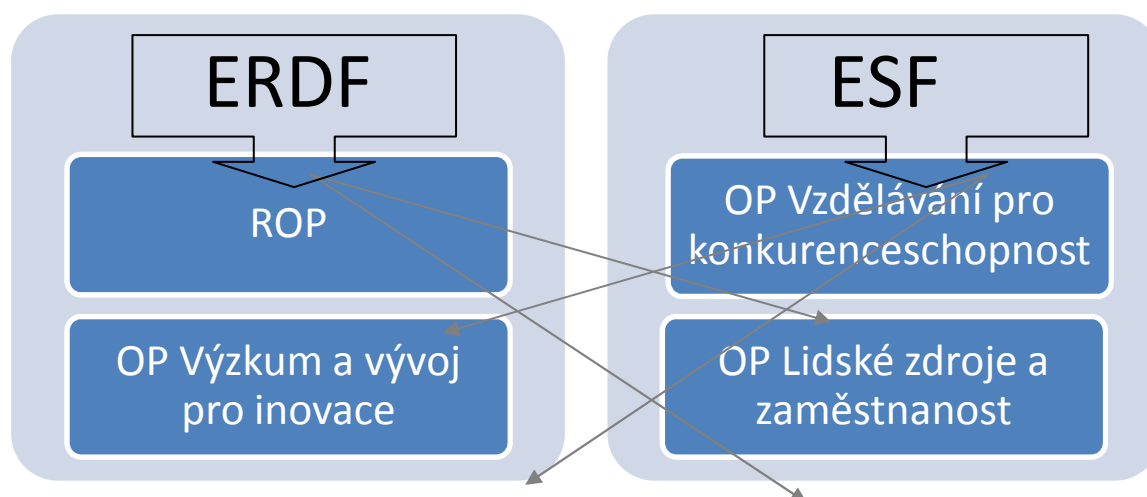 ERDF
ROP
OP Výzkum a vývoj
pro inovace
ESF
OP Vzdělávání pro
konkurenceschopnost
OP Lidské zdroje a
zaměstnanost